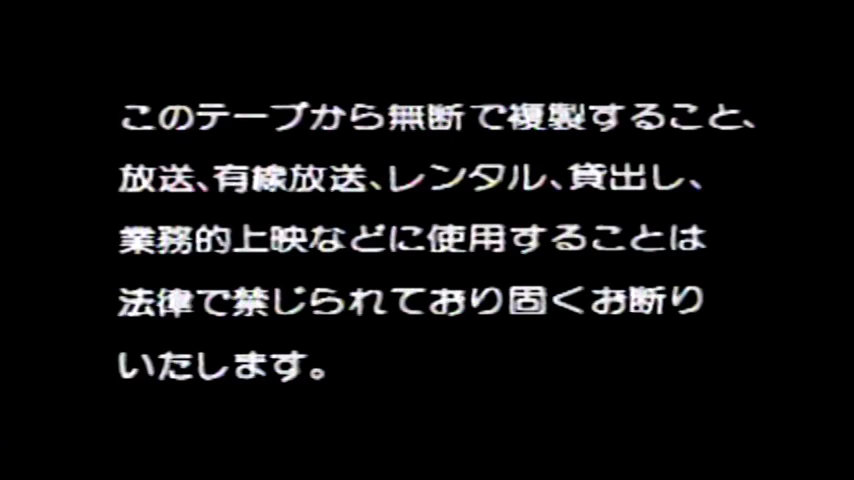 このテープから無断で複製すること、
放送、有線放送、レンタル、貸出し、
業務的上映などに使用することは
法律で禁じられており固くお断り
いたします。